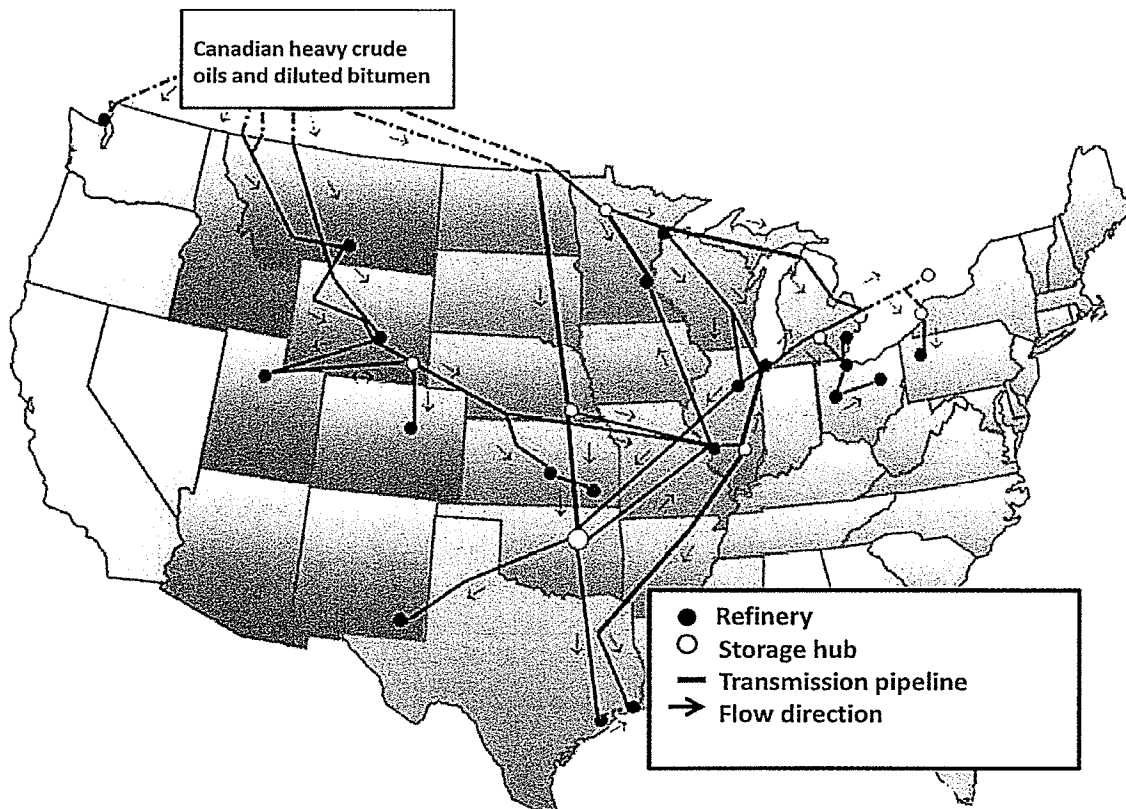 Canadian heavy crude
oils and diluted bitumen
Refinery
Storage hub
Transmission pipeline
Flow direction